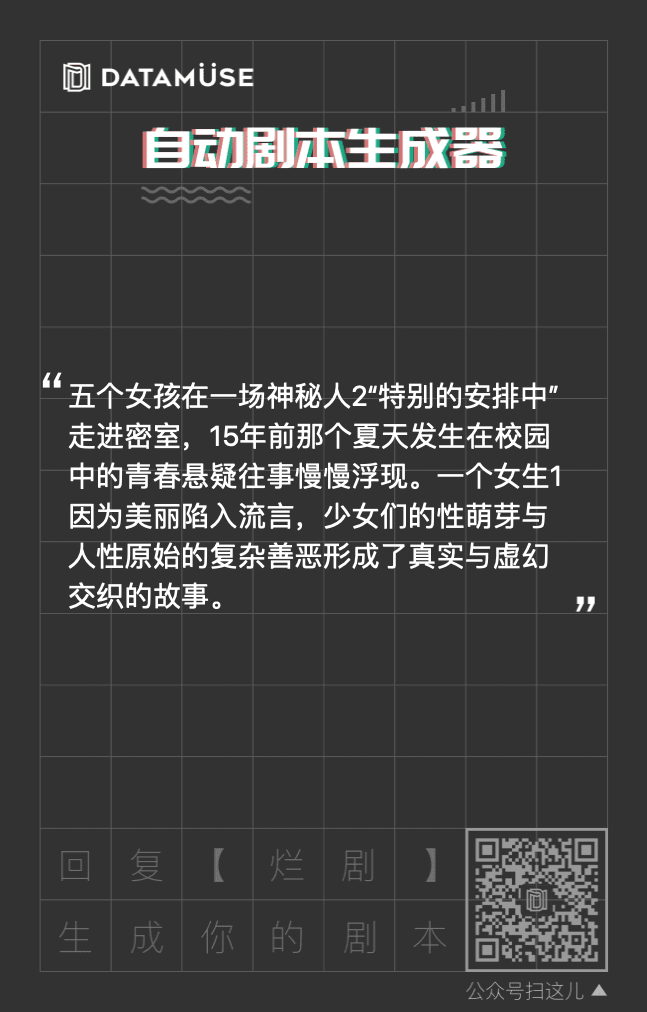 DATAMÜSE
自动剧本生成器
“五个女孩在一场神秘人2“特别的安排中”
走进密室，15年前那个夏天发生在校园
中的青春悬疑往事慢慢浮现。一个女生1
因为美丽陷入流言，少女们的性萌芽与
人性原始的复杂善恶形成了真实与虚幻
交织的故事。”
回复【烂剧】
生成你的剧本
公众号扫这儿▲